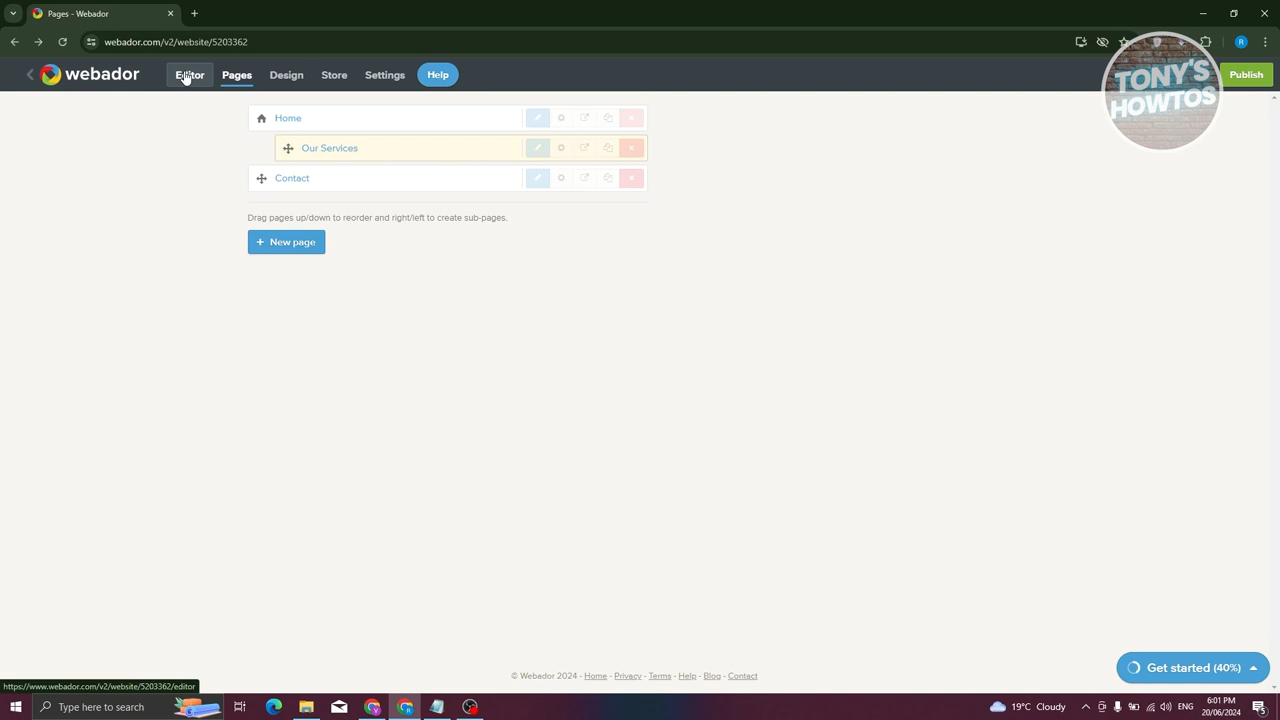 Pages - Webador
webador.com/v2/website/5203362
R
webador
Editor
Pages
Design
Store
Settings
Help
Publish
TONY'S
HOWTOS
Home
Our Services
Contact
Drag pages up/down to reorder and right/left to create sub-pages.
+ New page
© Webador 2024 - Home - Privacy - Terms - Help - Blog - Contact
Get started (40%)
https://www.webador.com/v2/website/5203362/editor
Type here to search
19°C Cloudy
ENG
6:01 PM
20/06/2024
5